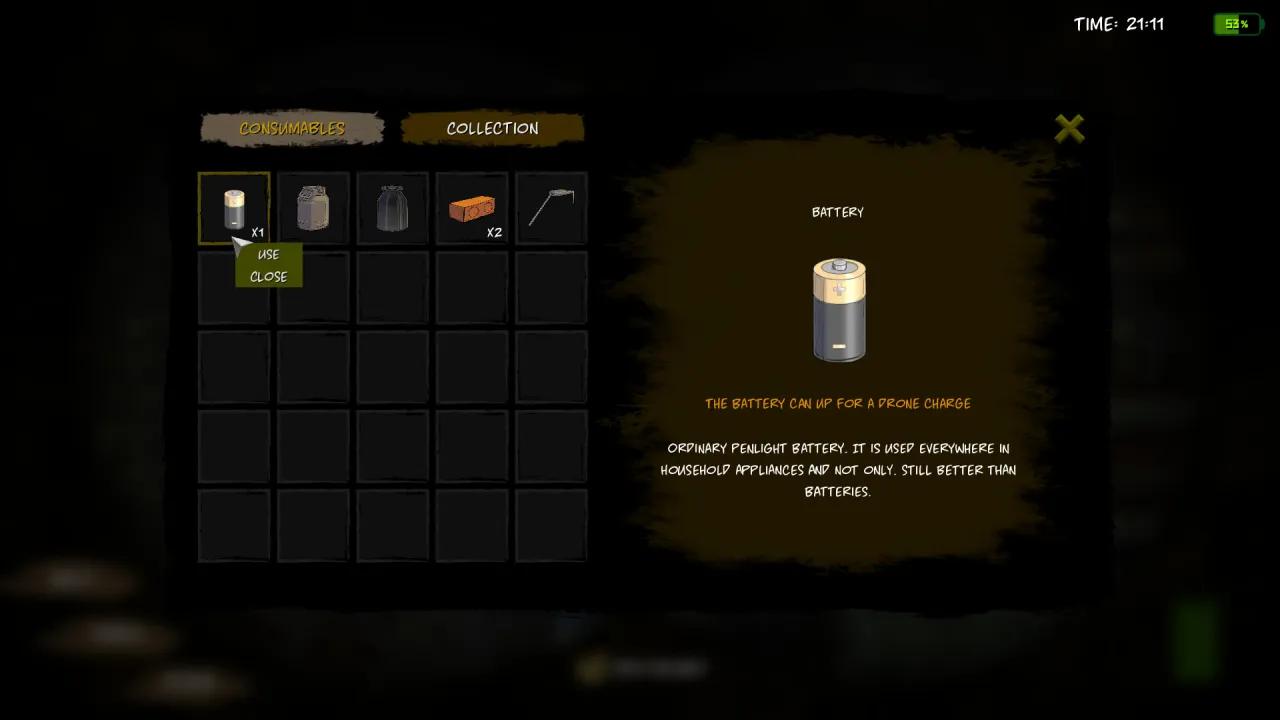 TIME: 21:11
53%
CONSUMABLES
COLLECTION
X1
X2
USE
CLOSE
BATTERY
THE BATTERY CAN UP FOR A DRONE CHARGE
ORDINARY PENLIGHT BATTERY. IT IS USED EVERYWHERE IN
HOUSEHOLD APPLIANCES AND NOT ONLY. STILL BETTER THAN
BATTERIES.